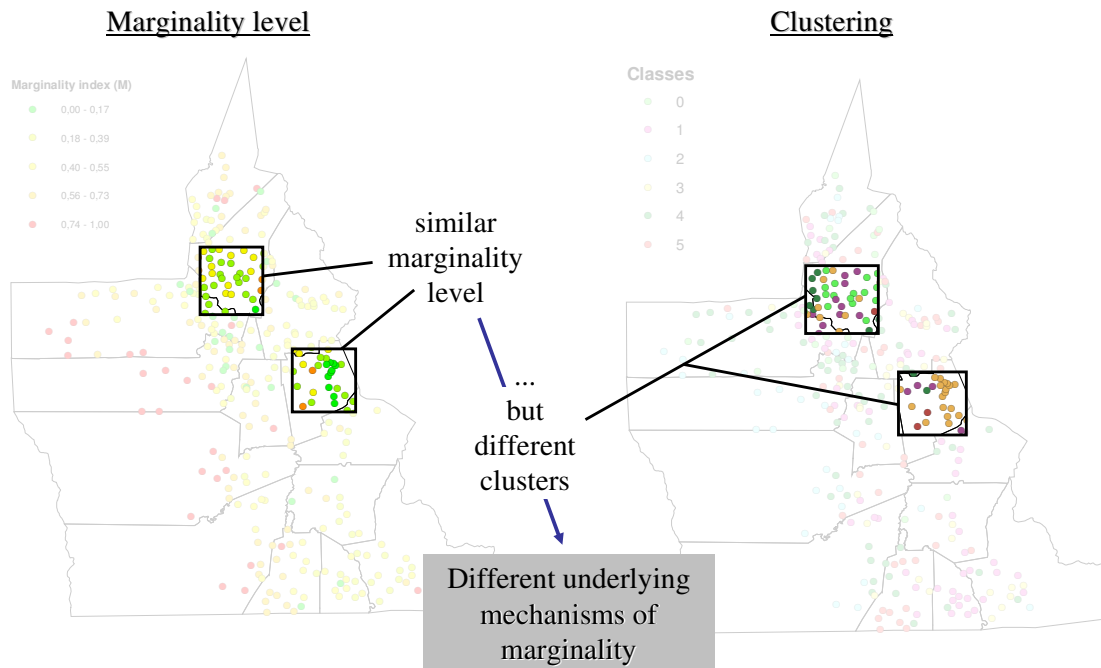 Marginality level
Clustering
Marginality index (M)
0,00 - 0,17
0,18 - 0,39
0,40 - 0,55
0,56 - 0,73
0,74 - 1,00
Classes
0
1
2
3
4
5
similar
marginality
level
...
but
different
clusters
Different underlying
mechanisms of
marginality